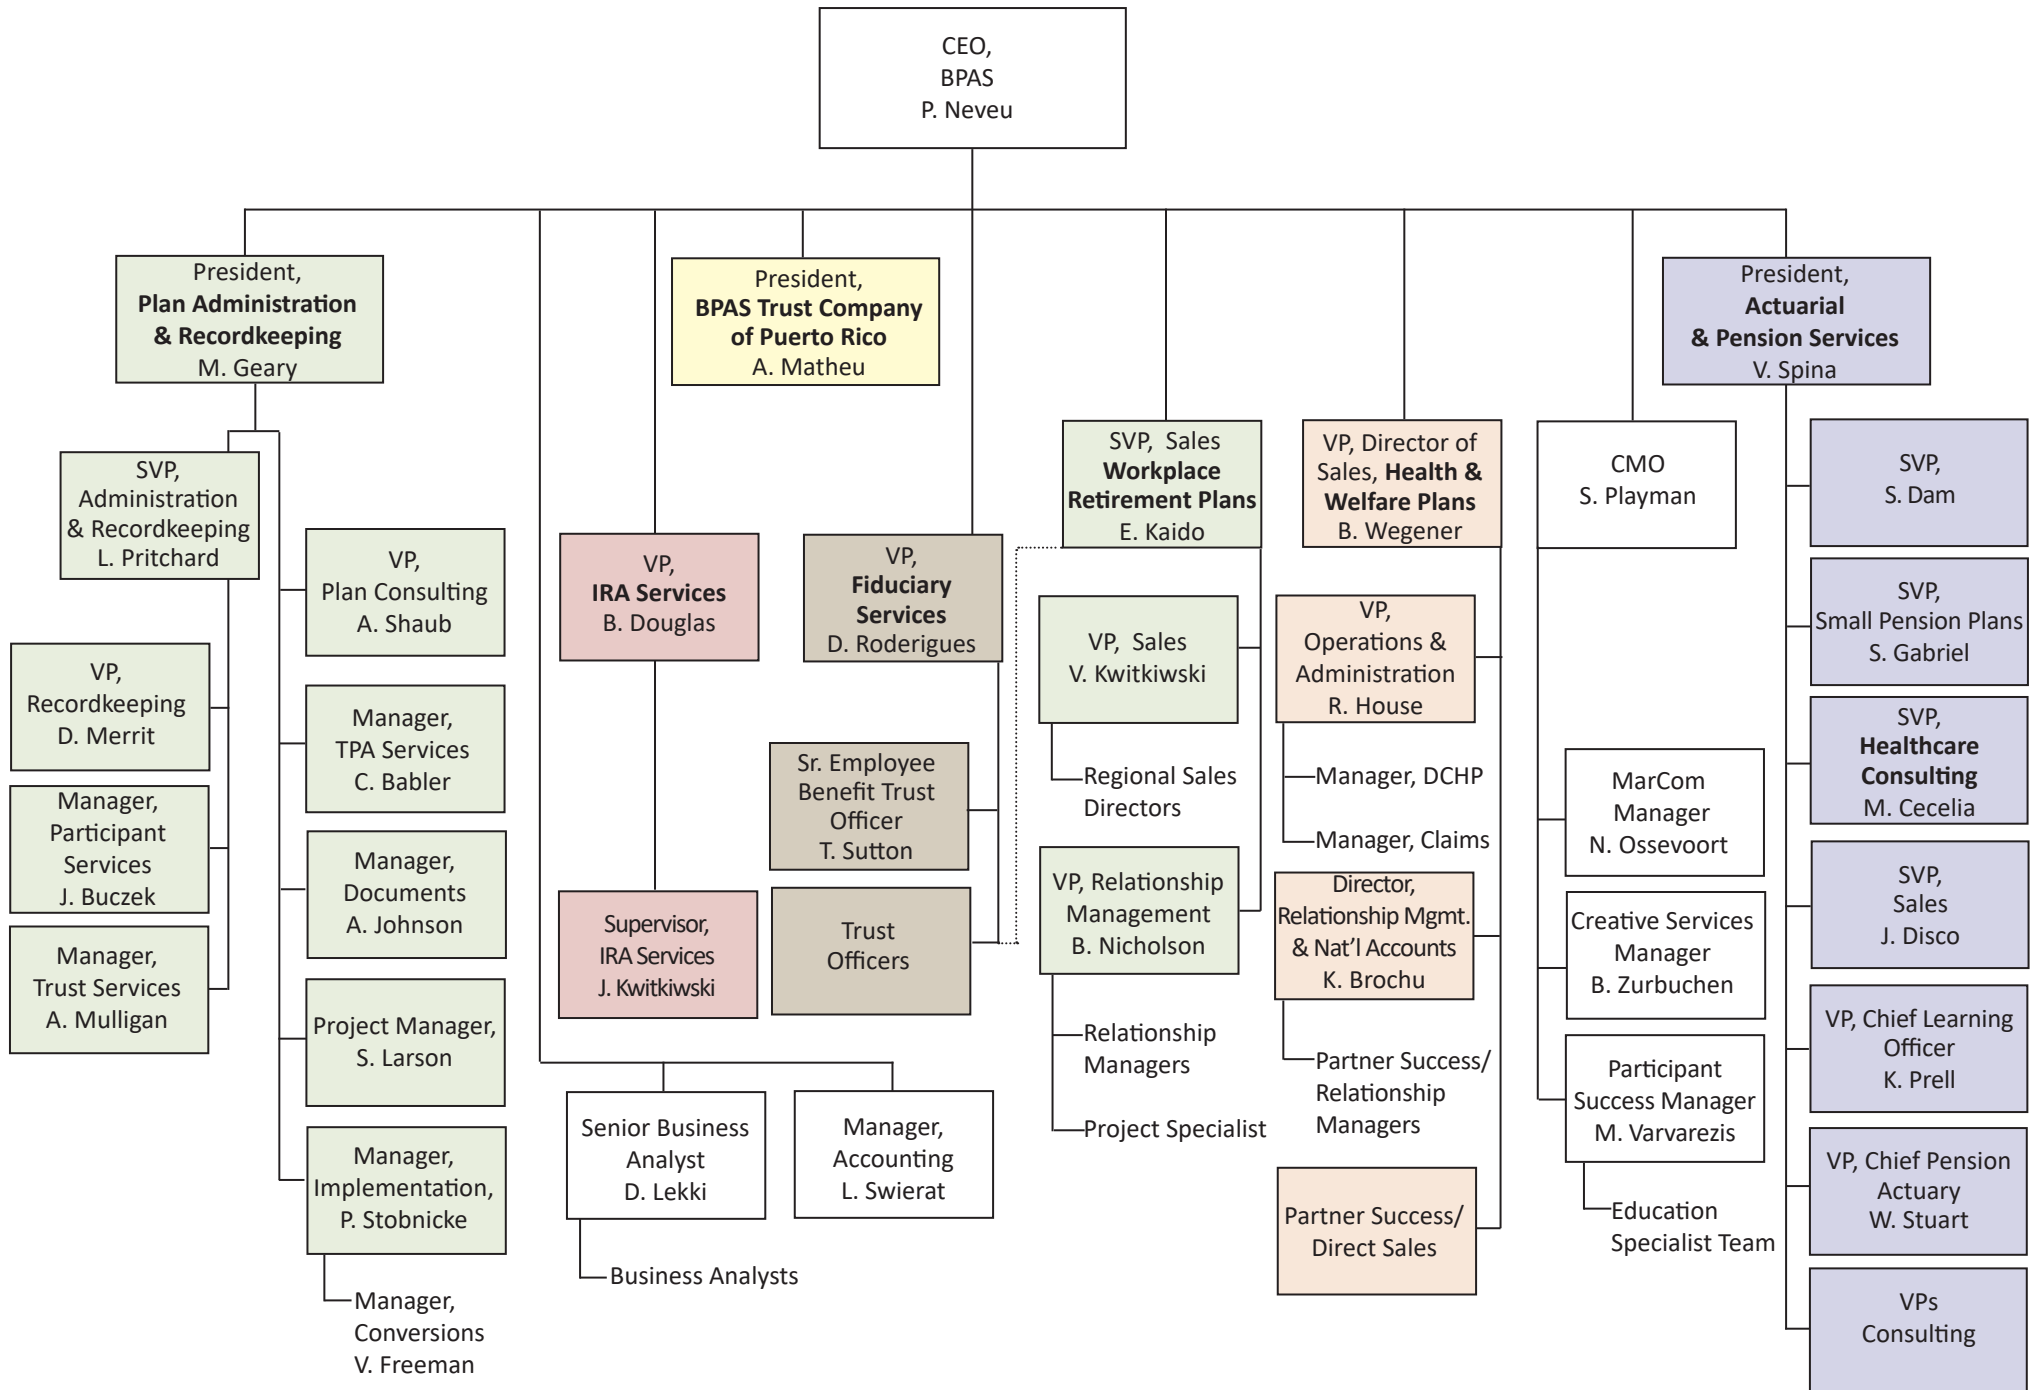 CEO,
BPAS
P. Neveu
President,
Plan Administration
& Recordkeeping
M. Geary
President,
BPAS Trust Company
of Puerto Rico
A. Matheu
President,
Actuarial
& Pension Services
V. Spina
SVP,
Administration
& Recordkeeping
L. Pritchard
VP,
Recordkeeping
D. Merrit
Manager,
Participant
Services
J. Buczek
Manager,
Trust Services
A. Mulligan
VP,
Plan Consulting
A. Shaub
Manager,
TPA Services
C. Babler
Manager,
Documents
A. Johnson
Project Manager,
S. Larson
Manager,
Implementation,
P. Stobnicke
Manager,
Conversions
V. Freeman
VP,
IRA Services
B. Douglas
Supervisor,
IRA Services
J. Kwitkiwski
Senior Business
Analyst
D. Lekki
Business Analysts
Manager,
Accounting
L. Swierat
VP,
Fiduciary
Services
D. Roderigues
Sr. Employee
Benefit Trust
Officer
T. Sutton
Trust
Officers
SVP, Sales
Workplace
Retirement Plans
E. Kaido
VP, Sales
V. Kwitkiwski
Regional Sales
Directors
VP, Relationship
Management
B. Nicholson
Relationship
Managers
Project Specialist
VP, Director of
Sales, Health &
Welfare Plans
B. Wegener
VP,
Operations &
Administration
R. House
Manager, DCHP
Manager, Claims
Director,
Relationship Mgmt.
& Nat’l Accounts
K. Brochu
Partner Success/
Relationship
Managers
Partner Success/
Direct Sales
CMO
S. Playman
MarCom
Manager
N. Ossevoort
Creative Services
Manager
B. Zurbuchen
Participant
Success Manager
M. Varvarezis
Education
Specialist Team
SVP,
S. Dam
SVP,
Small Pension Plans
S. Gabriel
SVP,
Healthcare
Consulting
M. Cecelia
SVP,
Sales
J. Disco
VP, Chief Learning
Officer
K. Prell
VP, Chief Pension
Actuary
W. Stuart
VPs
Consulting